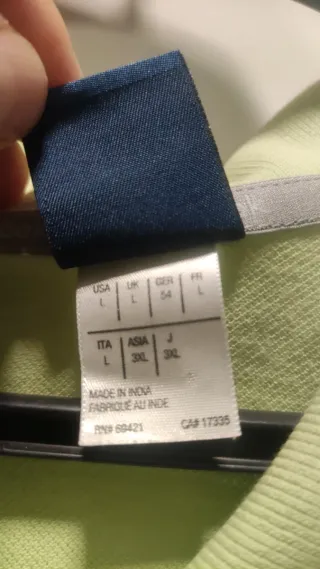 USA UK GER FR
L L 54 L
ITA ASIA J
L 3XL 3XL
MADE IN INDIA
FABRIQUÉ AU INDE
RN# 69421 CA# 17335